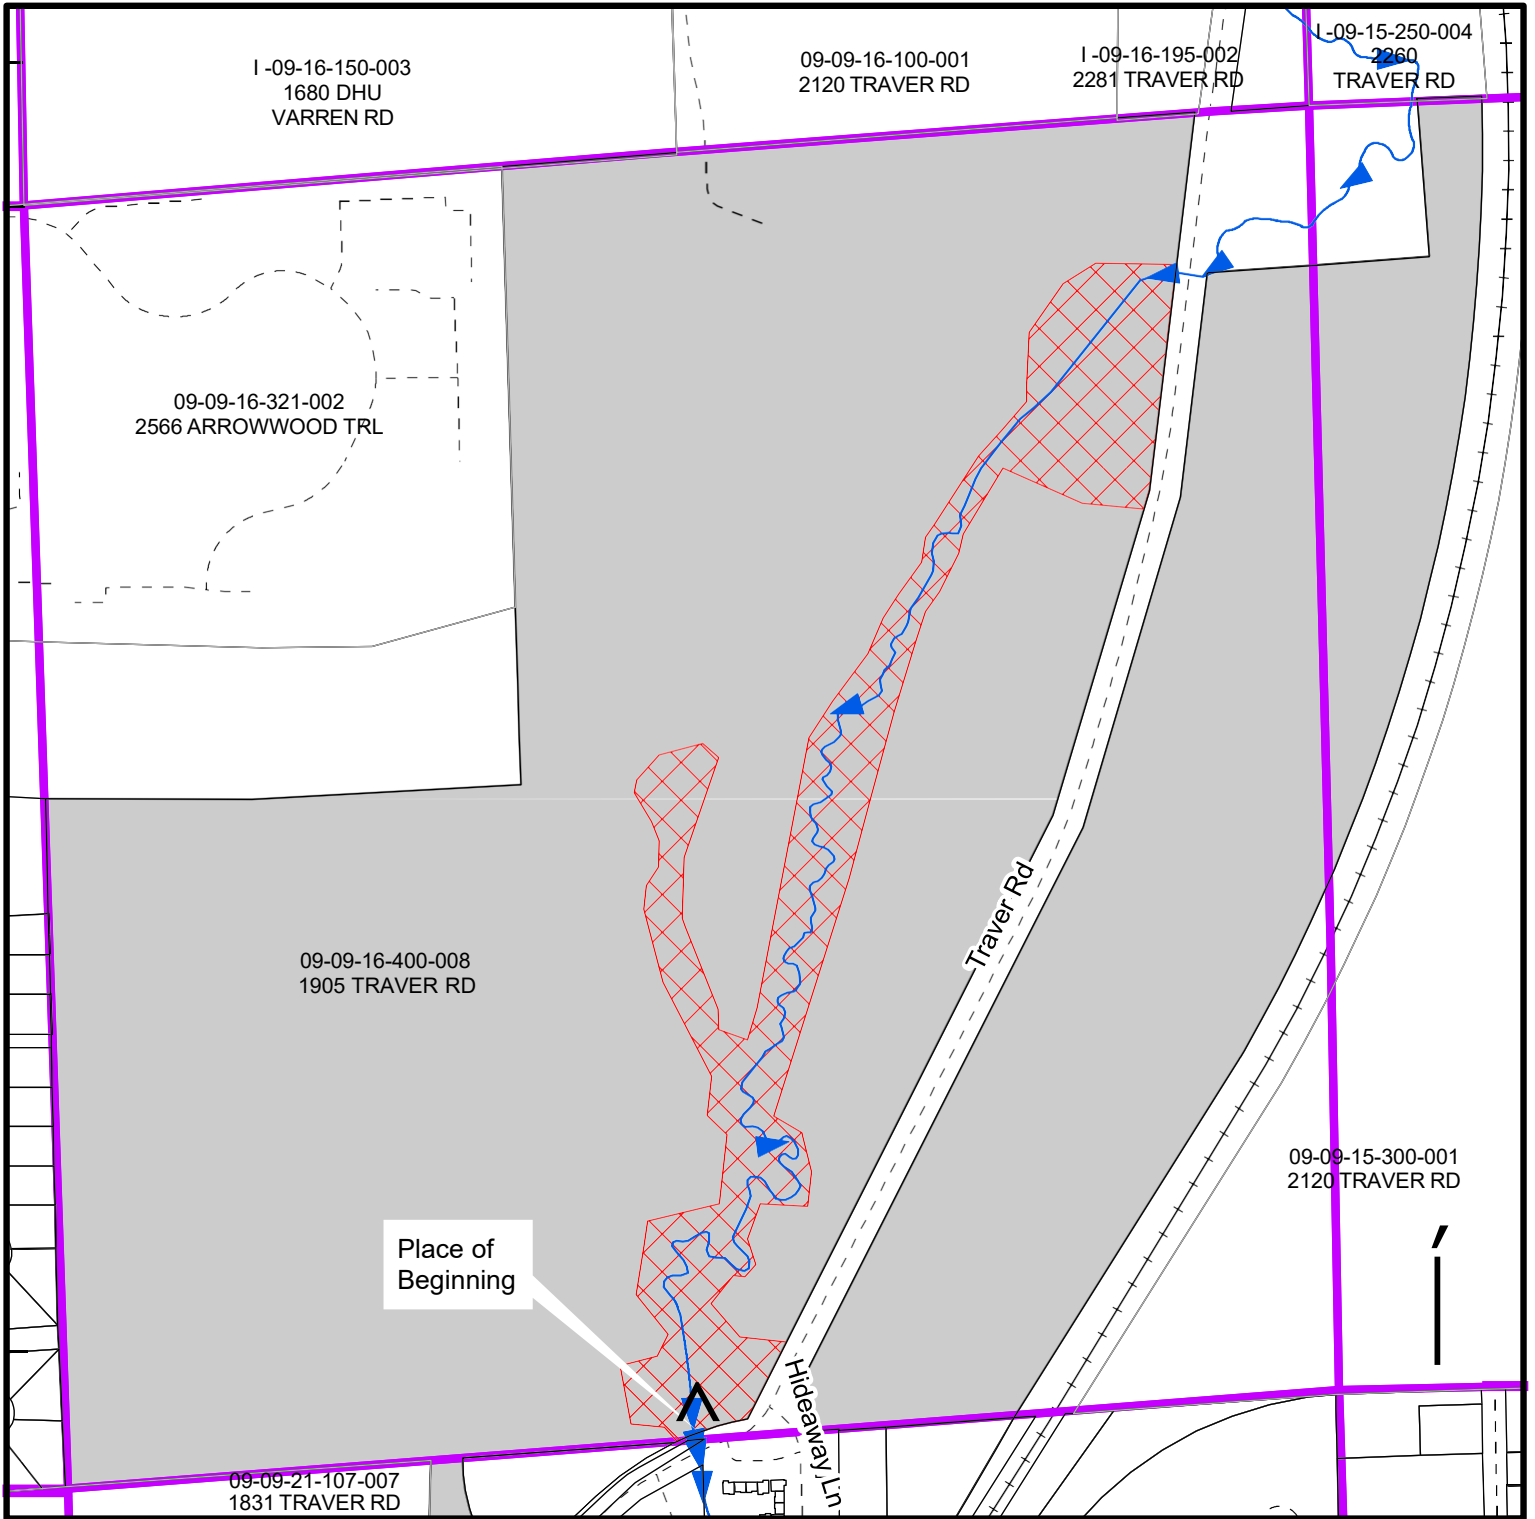 I -09-16-150-003
1680 DHU
VARREN RD
09-09-16-100-001
2120 TRAVER RD
I -09-16-195-002
2281 TRAVER RD
I -09-15-250-004
2260
TRAVER RD
09-09-16-321-002
2566 ARROWWOOD TRL
Traver Rd
09-09-16-400-008
1905 TRAVER RD
09-09-15-300-001
2120 TRAVER RD
Place of
Beginning
Hideaway Ln
09-09-21-107-007
1831 TRAVER RD